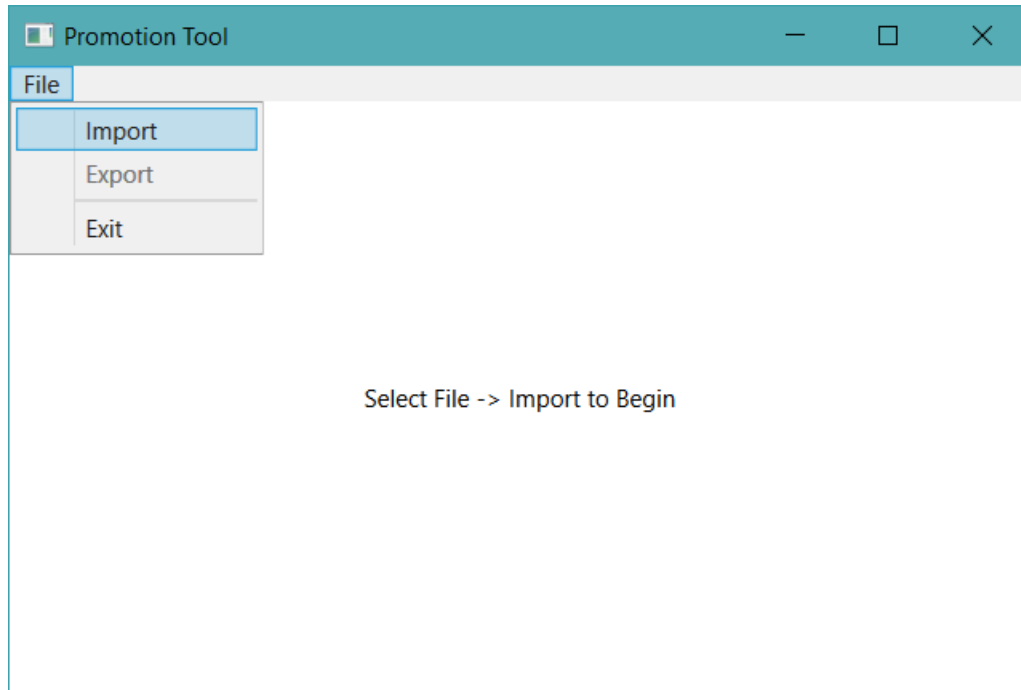 Promotion Tool
File
Import
Export
Exit
Select File -> Import to Begin